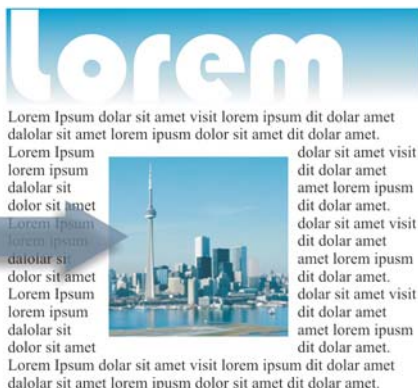 Lorem
Lorem Ipsum dolar sit amet visit lorem ipsum dit dolar amet
dalolar sit amet lorem ipusm dolor sit amet dit dolar amet.
Lorem Ipsum dolar sit amet visit
lorem ipsum dit dolar amet
dalolar sit amet lorem ipusm
dolor sit amet dit dolar amet.
Lorem Ipsum dolar sit amet visit
lorem ipsum dit dolar amet
dalolar sit amet lorem ipusm
dolor sit amet dit dolar amet.
Lorem Ipsum dolar sit amet visit
lorem ipsum dit dolar amet
dalolar sit amet lorem ipusm
dolor sit amet dit dolar amet.
Lorem Ipsum dolar sit amet visit lorem ipsum dit dolar amet
dalolar sit amet lorem ipusm dolor sit amet dit dolar amet.